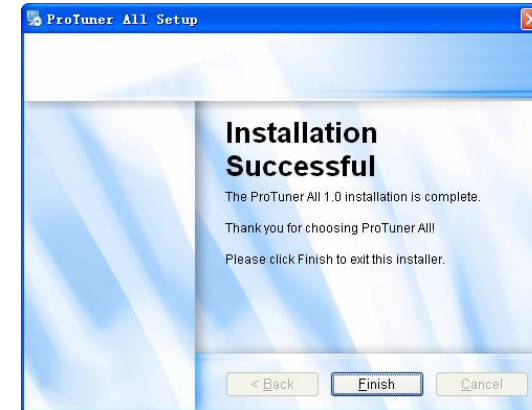 ProTuner All Setup
Installation
Successful
The ProTuner All 1.0 installation is complete.
Thank you for choosing ProTuner All!
Please click Finish to exit this installer.
< Back
Finish
Cancel